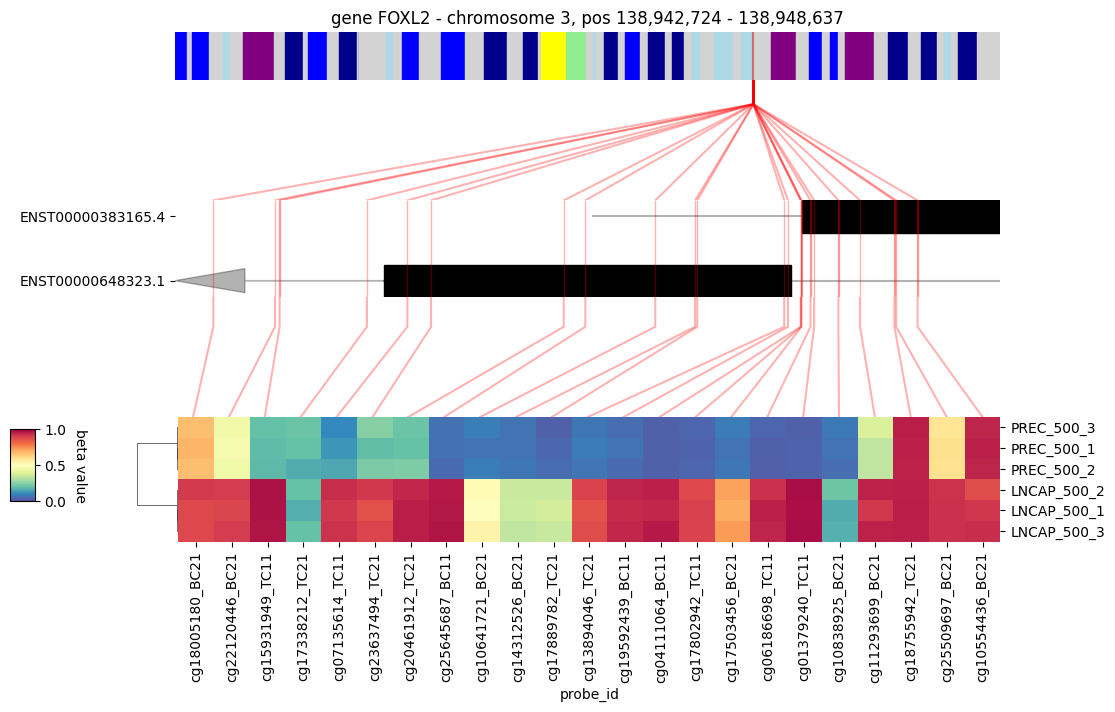 gene FOXL2 - chromosome 3, pos 138,942,724 - 138,948,637
ENST00000383165.4
ENST00000648323.1
1.0
0.5
0.0
beta value
PREC_500_3
PREC_500_1
PREC_500_2
LNCAP_500_2
LNCAP_500_1
LNCAP_500_3
cg18005180_BC21
cg22120446_BC21
cg15931949_TC11
cg17338212_TC21
cg07135614_TC11
cg23637494_TC21
cg20461912_TC21
cg25645687_BC11
cg10641721_BC21
cg14312526_BC21
cg17889782_TC21
cg13894046_TC21
cg19592439_BC11
cg04111064_BC11
cg17802942_TC11
cg17503456_BC21
cg06186698_TC11
cg01379240_TC11
cg10838925_BC21
cg11293699_BC21
cg18755942_TC21
cg25509697_BC21
cg10554436_BC21
probe_id